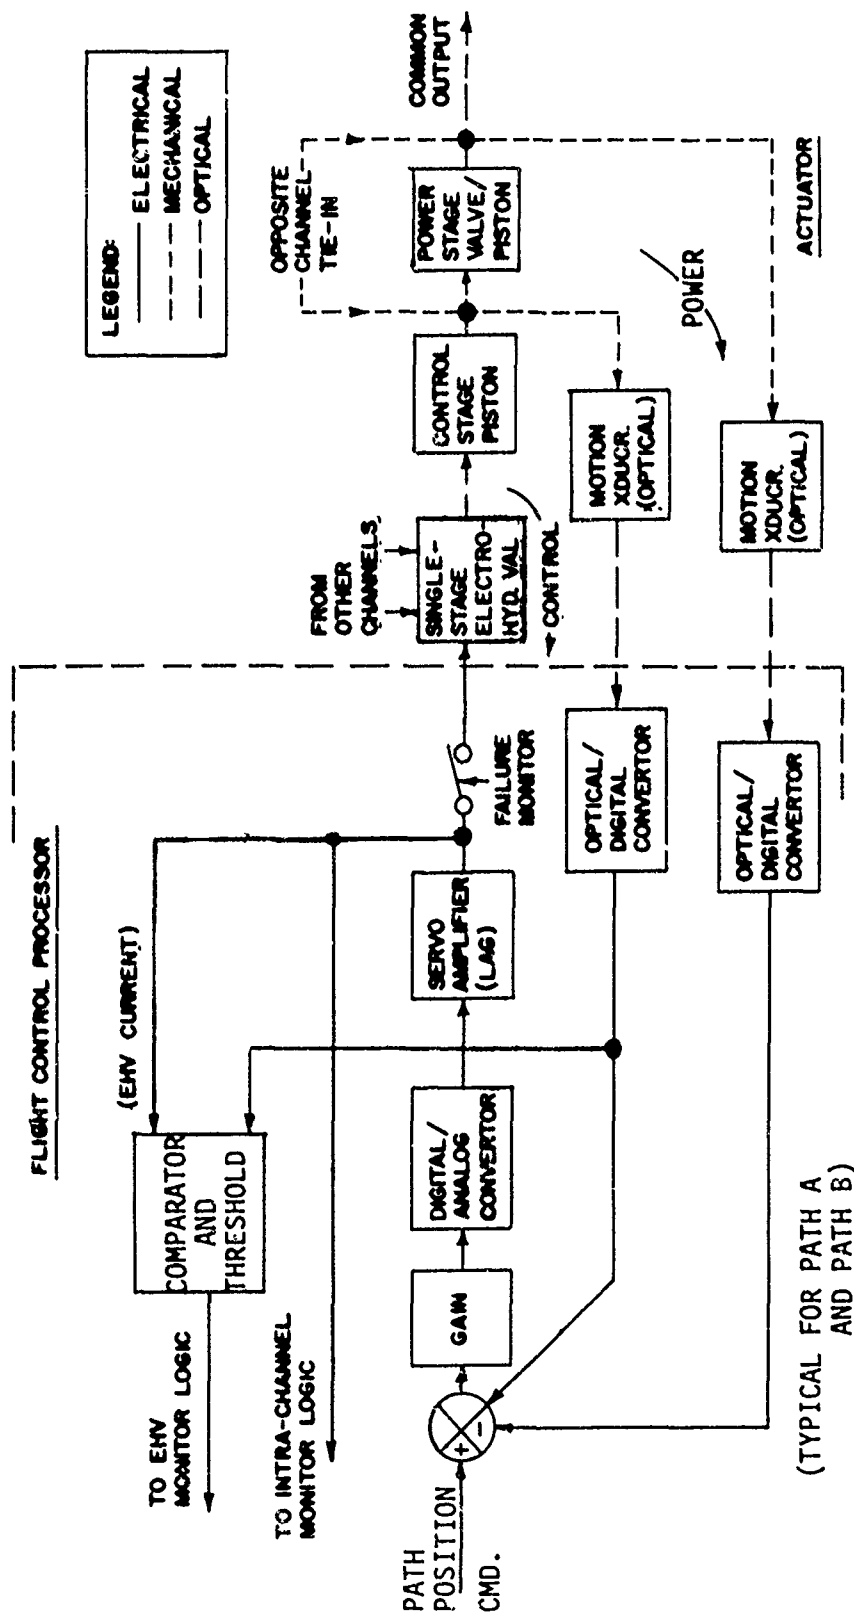 LEGEND:
ELECTRICAL
MECHANICAL
OPTICAL
FLIGHT CONTROL PROCESSOR
(EHV CURRENT)
COMPARATOR
AND
THRESHOLD
TO EHV
MONITOR LOGIC
TO INTRA-CHANNEL
MONITOR LOGIC
PATH
POSITION
CMD.
+
-
GAIN
DIGITAL/
ANALOG
CONVERTOR
SERVO
AMPLIFIER
(LAG)
FAILURE
MONITOR
FROM
OTHER
CHANNELS
SINGLE-
STAGE
ELECTRO-
HYD. VAL
CONTROL
CONTROL
STAGE
PISTON
OPPOSITE
CHANNEL
TIE-IN
POWER
STAGE
VALVE/
PISTON
COMMON
OUTPUT
MOTION
XDUCR.
(OPTICAL)
OPTICAL/
DIGITAL
CONVERTOR
POWER
MOTION
XDUCR.
(OPTICAL)
OPTICAL/
DIGITAL
CONVERTOR
ACTUATOR
(TYPICAL FOR PATH A
AND PATH B)